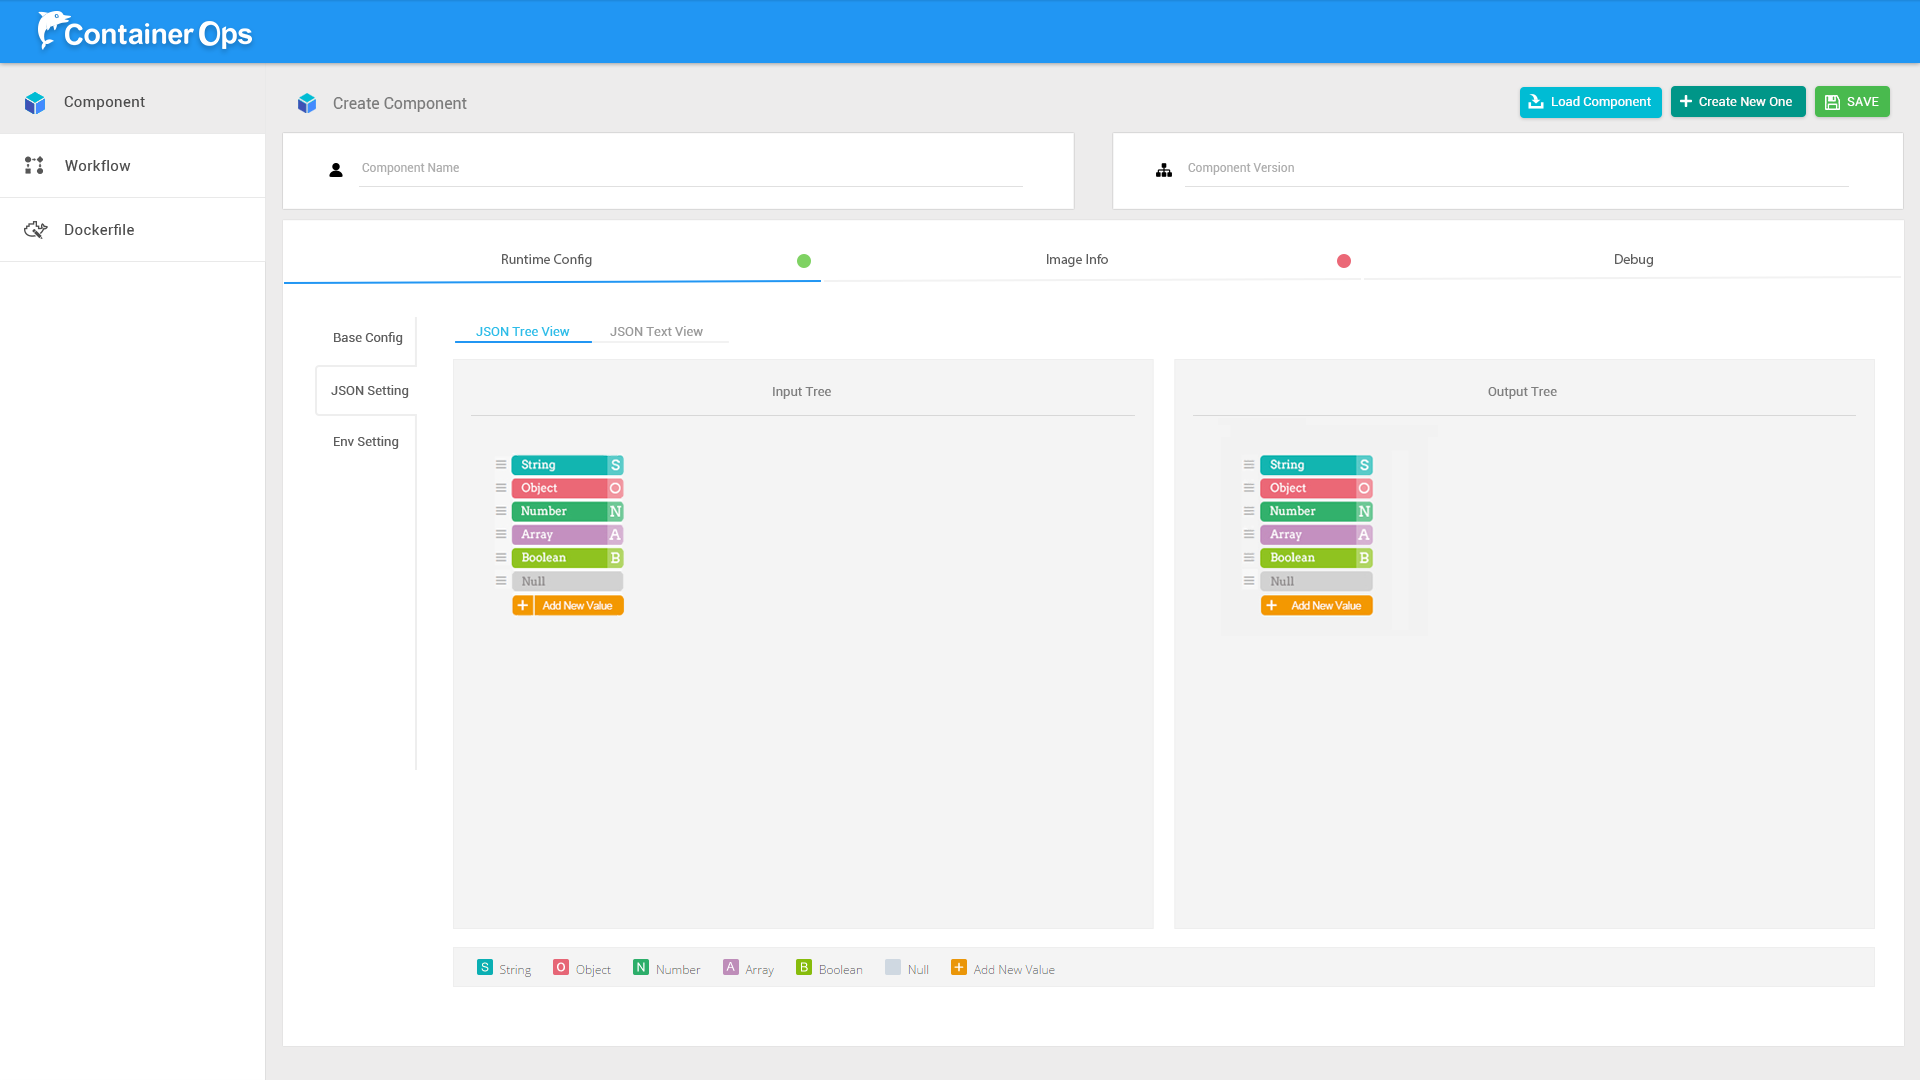 Container Ops
Component
Workflow
Dockerfile
Create Component
Load Component
Create New One
SAVE
Component Name
Component Version
Runtime Config
Image Info
Debug
Base Config
JSON Setting
Env Setting
JSON Tree View
JSON Text View
Input Tree
String S
Object O
Number N
Array A
Boolean B
Null
+ Add New Value
Output Tree
String S
Object O
Number N
Array A
Boolean B
Null
+ Add New Value
S String O Object N Number A Array B Boolean Null + Add New Value